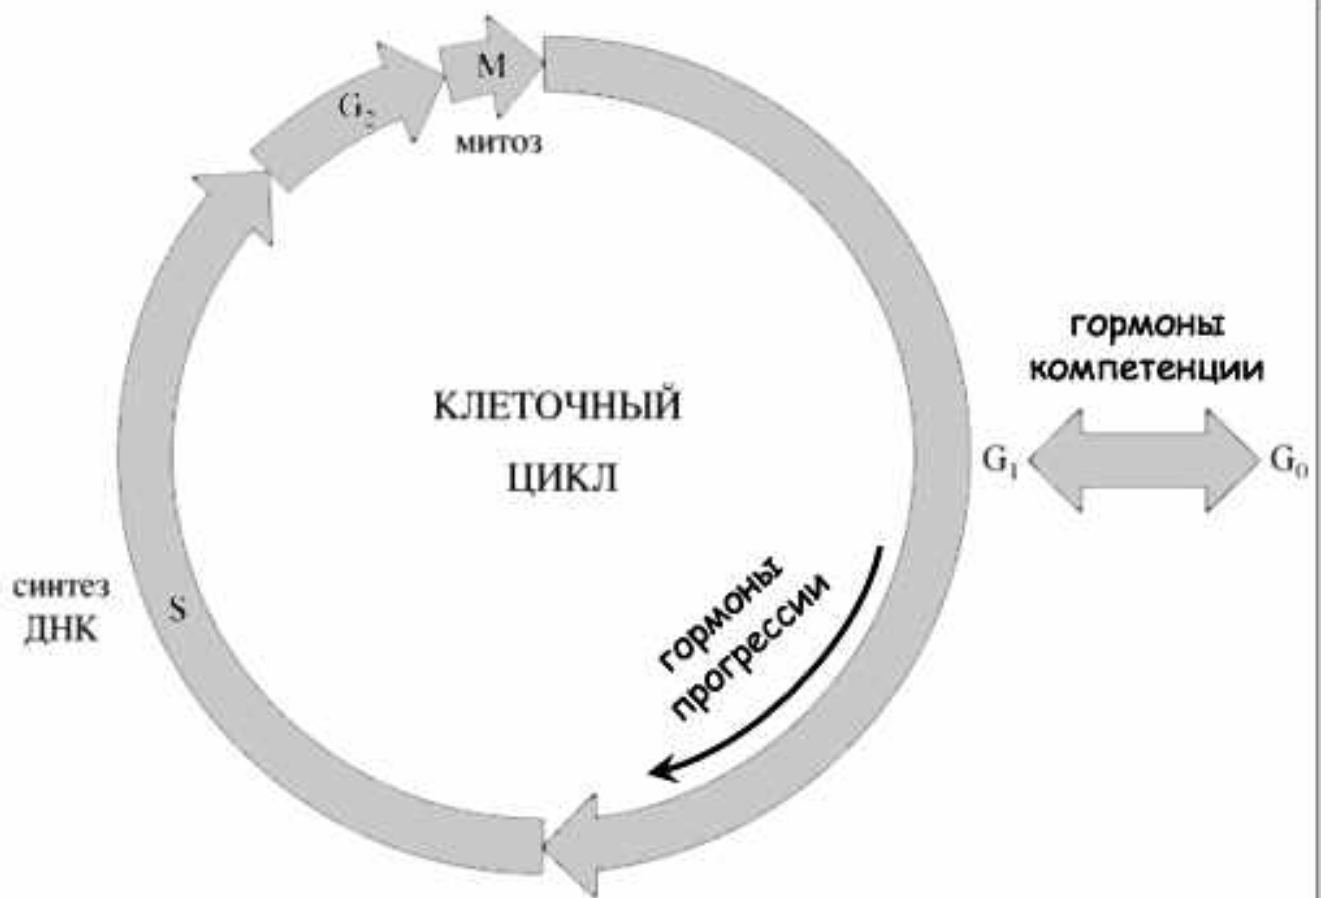 M
G₂
митоз
гормоны
компетенции
КЛЕТОЧНЫЙ
ЦИКЛ
G₁
G₀
гормоны
прогрессии
синтез
ДНК
S